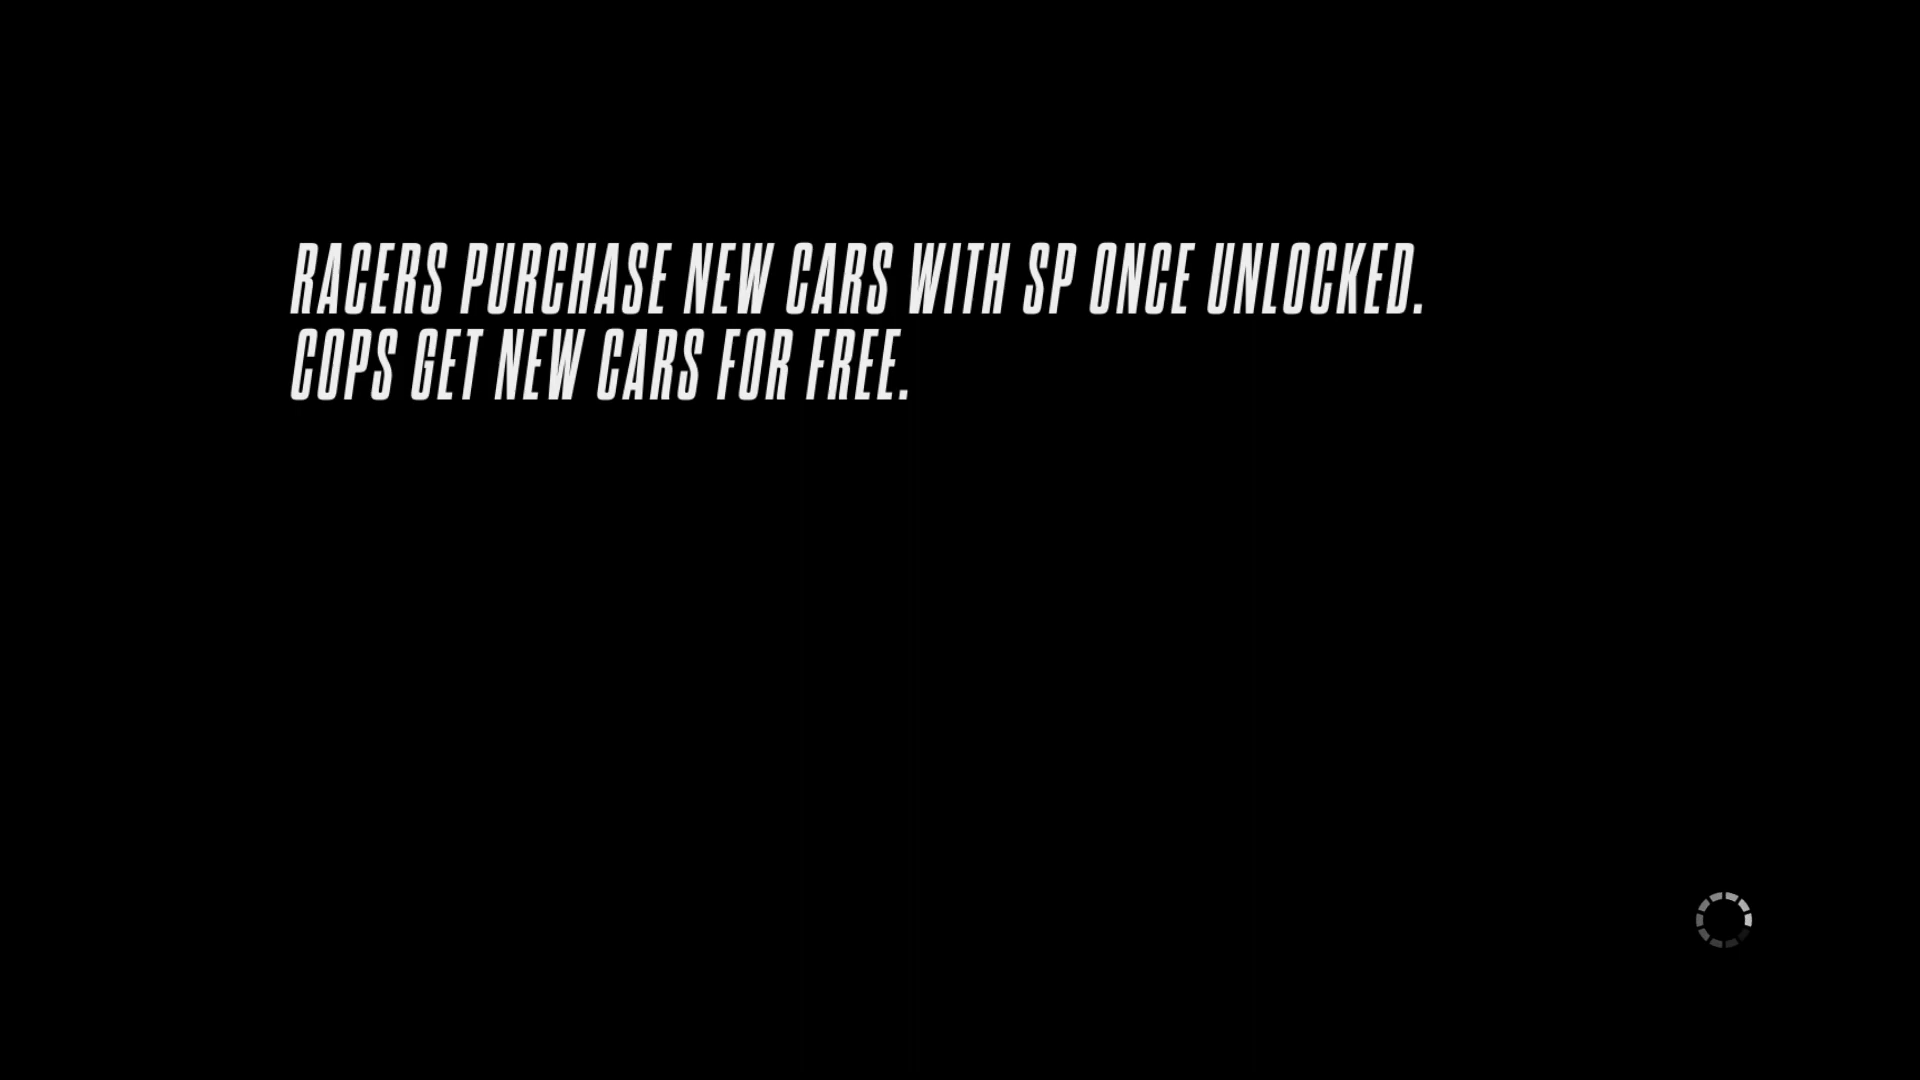 RACERS PURCHASE NEW CARS WITH SP ONCE UNLOCKED.
COPS GET NEW CARS FOR FREE.